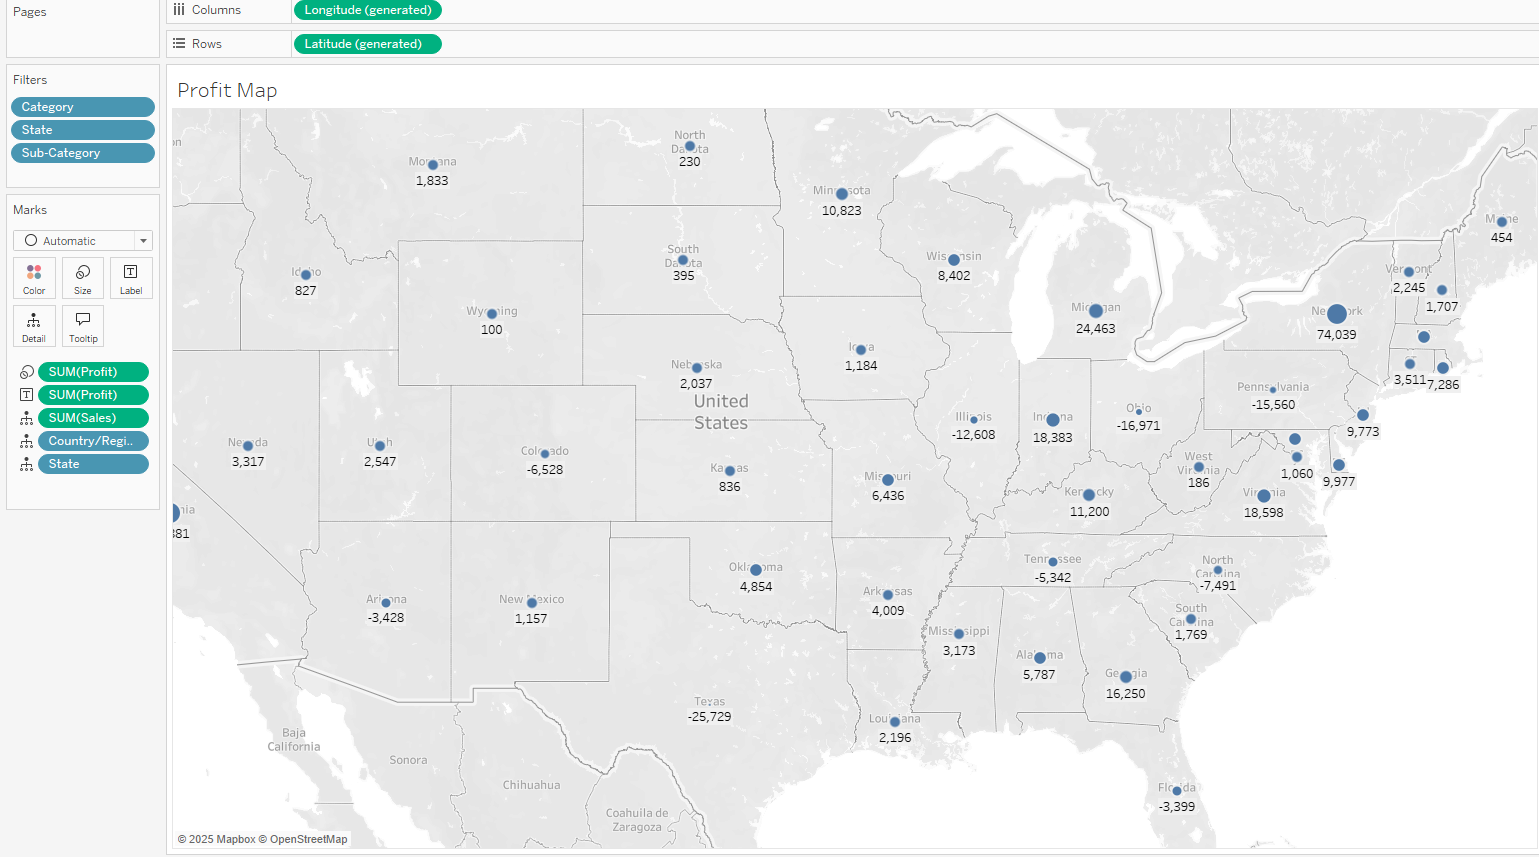 Pages
Columns
Longitude (generated)
Rows
Latitude (generated)
Filters
Category
State
Sub-Category
Marks
Automatic
Color
Size
Label
Detail
Tooltip
SUM(Profit)
SUM(Profit)
SUM(Sales)
Country/Regi..
State
Profit Map
North
Dakota
230
Montana
1,833
Minnesota
10,823
Maine
454
South
Dakota
395
Wisconsin
8,402
Idaho
827
Vermont
2,245
1,707
Wyoming
100
Michigan
24,463
New York
74,039
Iowa
1,184
Nebraska
2,037
CT
3,511
7,286
United
States
Pennsylvania
-15,560
Illinois
-12,608
Indiana
18,383
Ohio
-16,971
9,773
Nevada
3,317
Utah
2,547
Colorado
-6,528
Kansas
836
Missouri
6,436
West
Virginia
186
1,060
9,977
Kentucky
11,200
Virginia
18,598
nia
381
Oklahoma
4,854
Tennessee
-5,342
North
Carolina
-7,491
Arizona
-3,428
New Mexico
1,157
Arkansas
4,009
South
Carolina
1,769
Mississippi
3,173
Alabama
5,787
Georgia
16,250
Texas
-25,729
Louisiana
2,196
Baja
California
Sonora
Chihuahua
Florida
-3,399
Coahuila de
Zaragoza
© 2025 Mapbox © OpenStreetMap